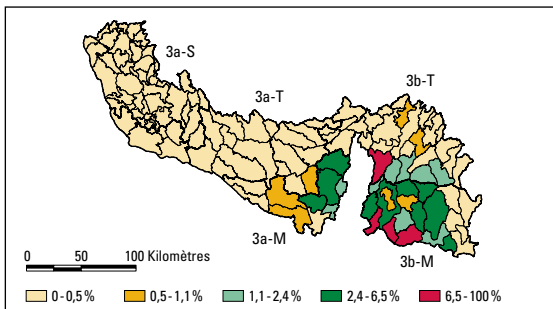 3a-S
3a-T
3b-T
3a-M
3b-M
0 50 100 Kilomètres
0 - 0,5 %
0,5 - 1,1 %
1,1 - 2,4 %
2,4 - 6,5 %
6,5 - 100 %